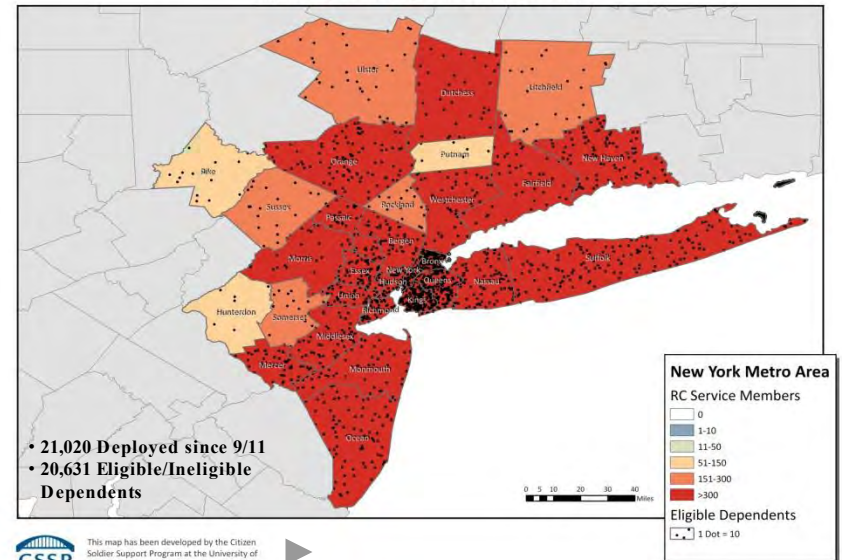 Ulster
Dutchess
Litchfield
Pike
Orange
Putnam
New Haven
Fairfield
Sussex
Rockland
Westchester
Passaic
Bergen
Morris
Bronx
Essex
New York
Suffolk
Hudson
Queens
Nassau
Union
Kings
Richmond
Hunterdon
Somerset
Middlesex
Mercer
Monmouth
Ocean
• 21,020 Deployed since 9/11
• 20,631 Eligible/Ineligible
Dependents
0 5 10 20 30 40
Miles
New York Metro Area
RC Service Members
0
1-10
11-50
51-150
151-300
>300
Eligible Dependents
1 Dot = 10
CSSP
This map has been developed by the Citizen
Soldier Support Program at the University of